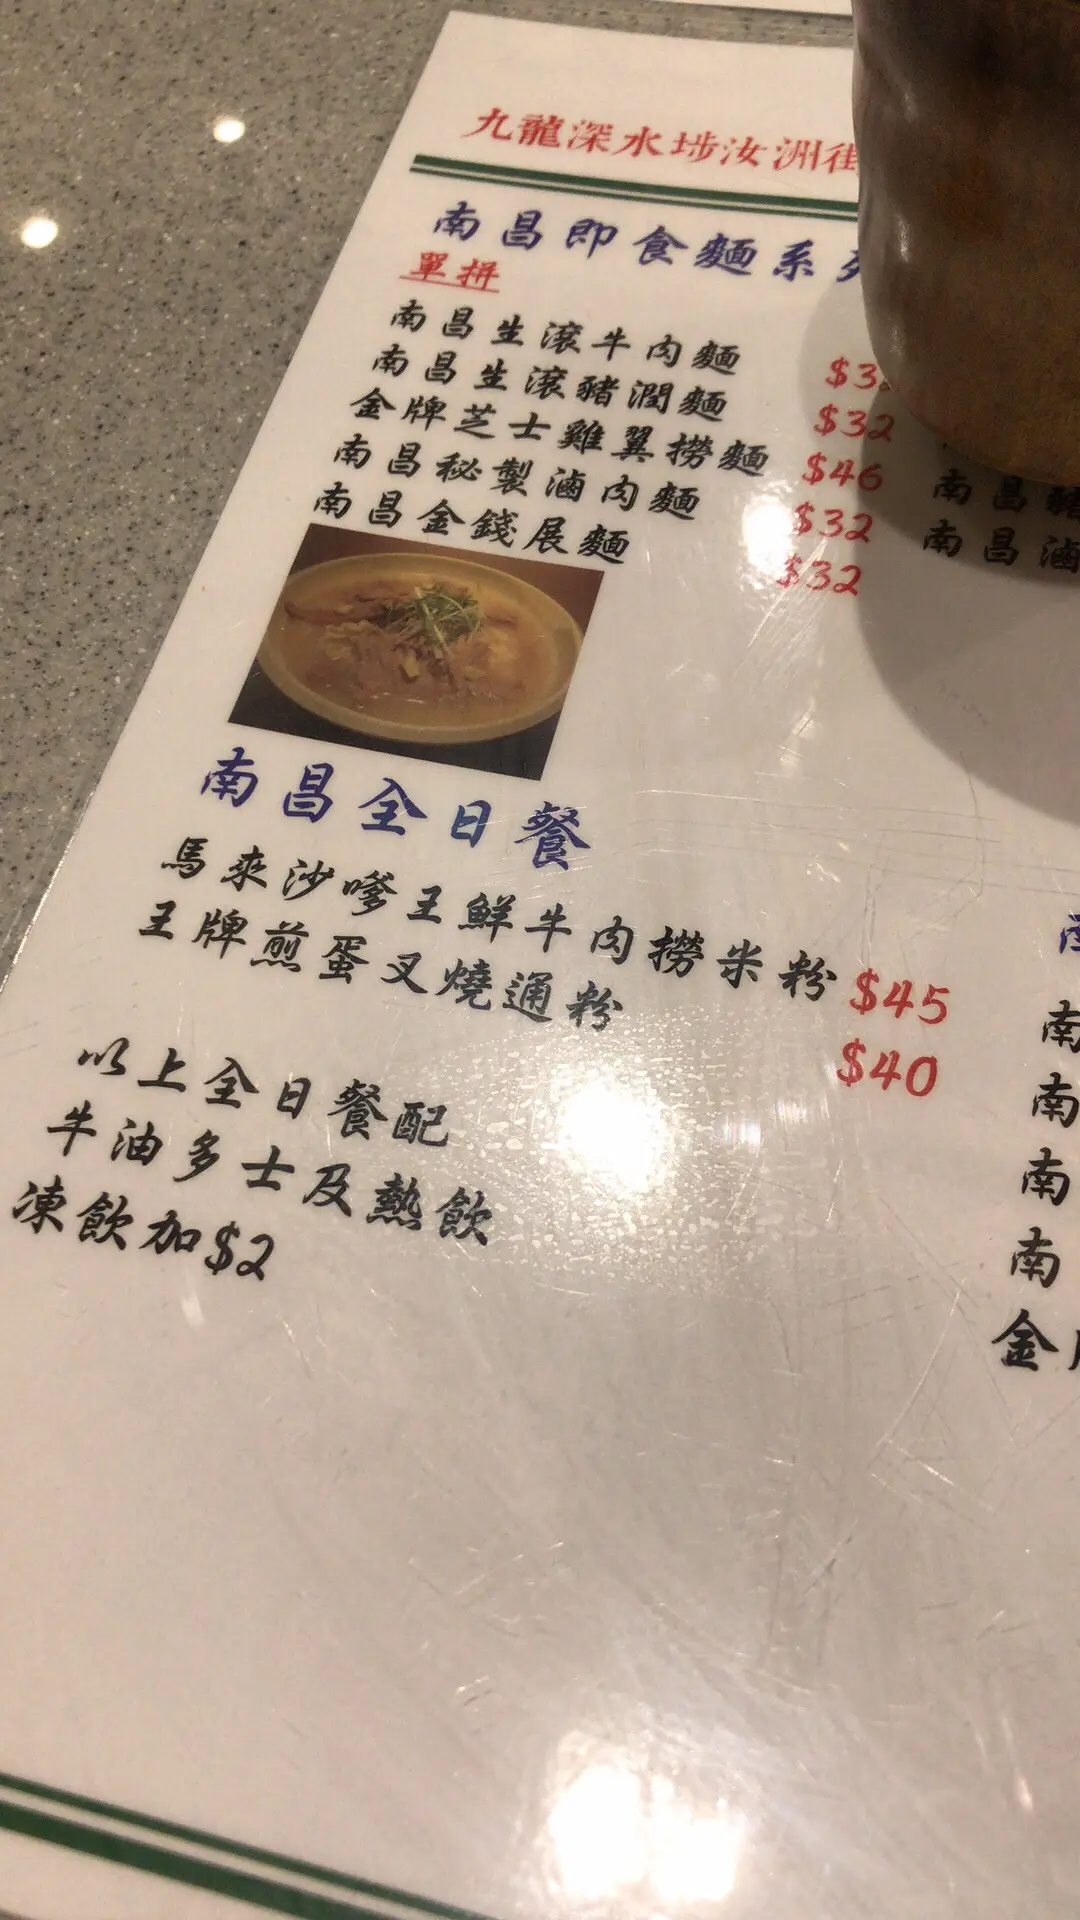 九龍深水埗汝洲街
南昌即食麵系列
單拼
南昌生滾牛肉麵 $3
南昌生滾豬潤麵 $32
金牌芝士雞翼撈麵 $46
南昌秘製滷肉麵 $32
南昌金錢展麵 $32
南昌豬
南昌滷
南昌全日餐
馬來沙嗲王鮮牛肉撈米粉 $45
王牌煎蛋叉燒通粉 $40
以上全日餐配
牛油多士及熱飲
凍飲加$2
南
南
南
南
金